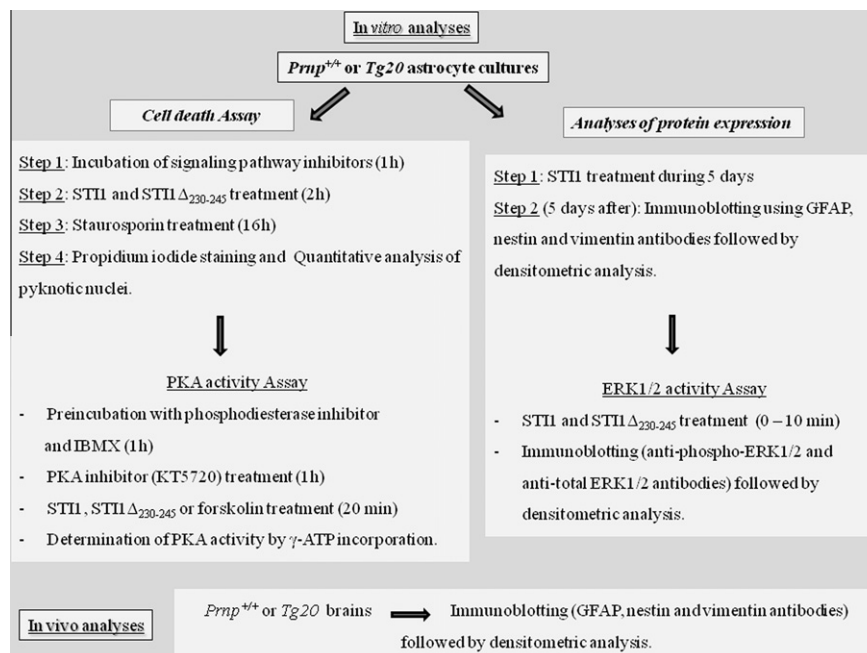 In vitro analyses
Prnp+/+ or Tg20 astrocyte cultures
Cell death Assay
Step 1: Incubation of signaling pathway inhibitors (1h)
Step 2: STI1 and STI1Δ230-245 treatment (2h)
Step 3: Staurosporin treatment (16h)
Step 4: Propidium iodide staining and Quantitative analysis of
pyknotic nuclei.
PKA activity Assay
- Preincubation with phosphodiesterase inhibitor
and IBMX (1h)
- PKA inhibitor (KT5720) treatment (1h)
- STI1, STI1Δ230-245 or forskolin treatment (20 min)
- Determination of PKA activity by γ-ATP incorporation.
Analyses of protein expression
Step 1: STI1 treatment during 5 days
Step 2 (5 days after): Immunoblotting using GFAP,
nestin and vimentin antibodies followed by
densitometric analysis.
ERK1/2 activity Assay
- STI1 and STI1Δ230-245 treatment (0 – 10 min)
- Immunoblotting (anti-phospho-ERK1/2 and
anti-total ERK1/2 antibodies) followed by
densitometric analysis.
In vivo analyses
Prnp+/+ or Tg20 brains
Immunoblotting (GFAP, nestin and vimentin antibodies)
followed by densitometric analysis.